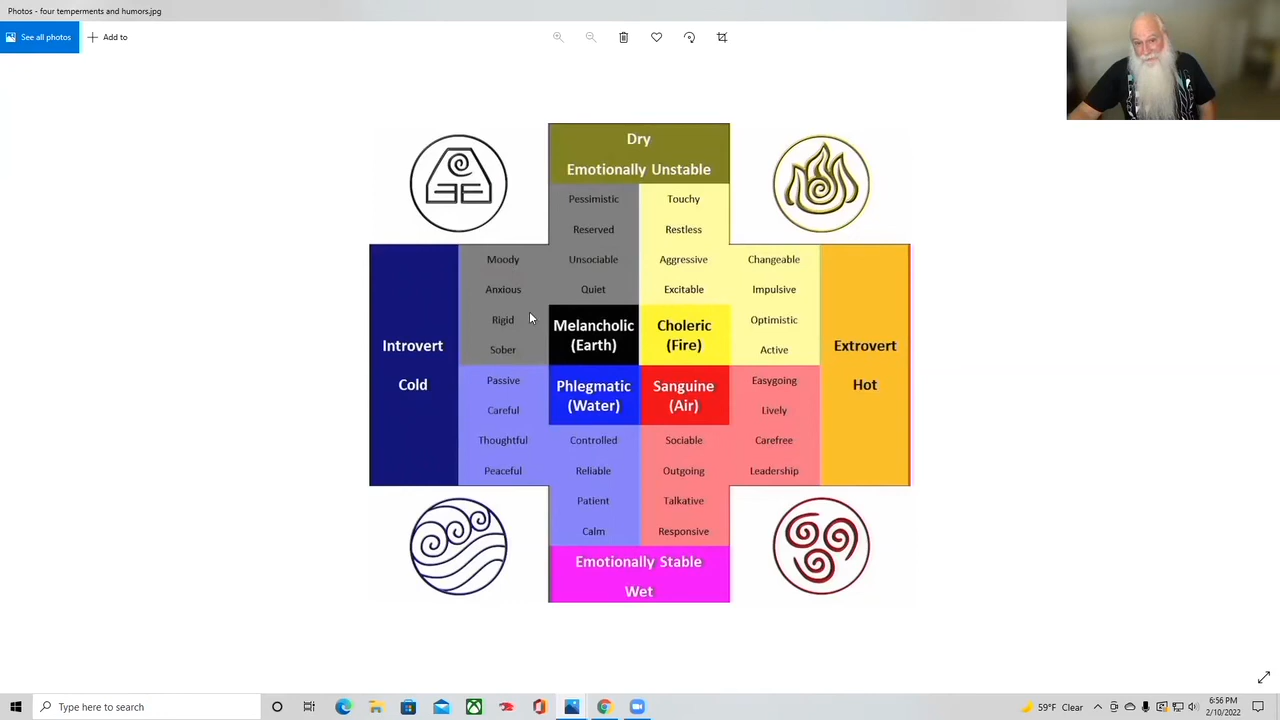 Photos - four temperments and humors.jpg
See all photos
Add to
Dry
Emotionally Unstable
Pessimistic
Touchy
Reserved
Restless
Moody
Unsociable
Aggressive
Changeable
Anxious
Quiet
Excitable
Impulsive
Rigid
Melancholic
(Earth)
Choleric
(Fire)
Optimistic
Sober
Active
Introvert
Cold
Extrovert
Hot
Passive
Phlegmatic
(Water)
Sanguine
(Air)
Easygoing
Careful
Lively
Thoughtful
Controlled
Sociable
Carefree
Peaceful
Reliable
Outgoing
Leadership
Patient
Talkative
Calm
Responsive
Emotionally Stable
Wet
Type here to search
59°F Clear
6:56 PM
2/10/2022